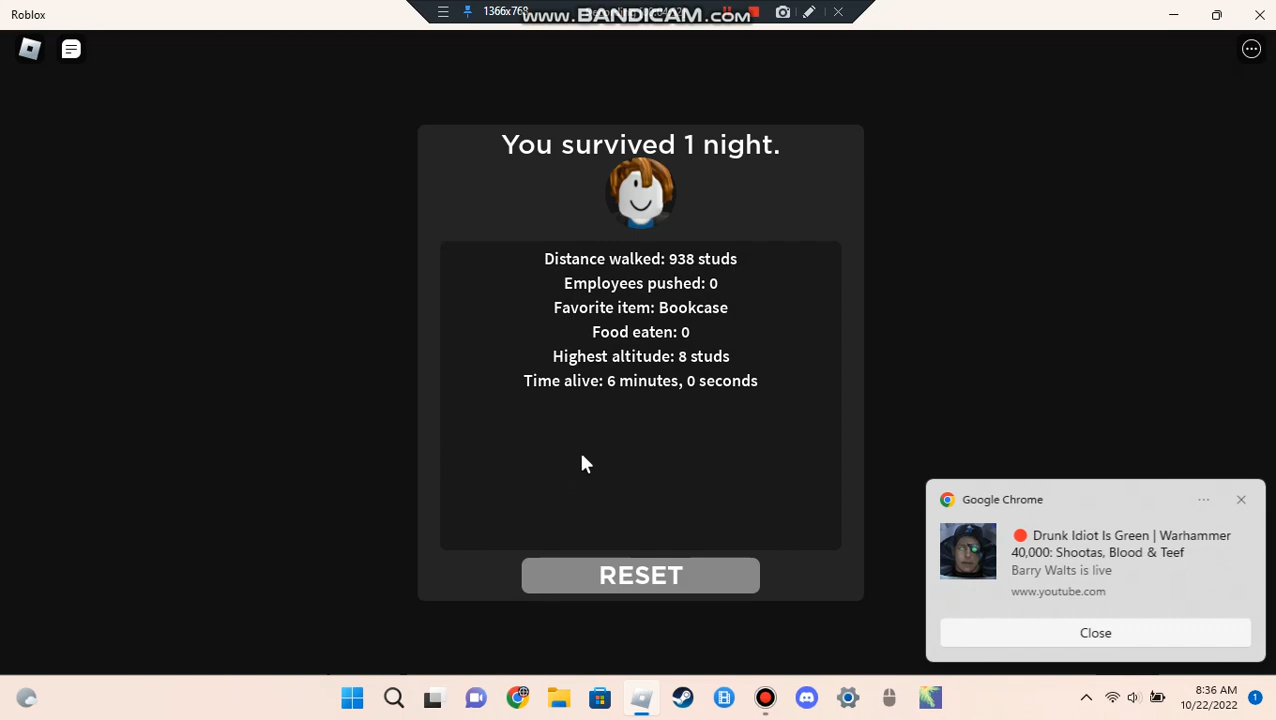 Roblox
1366x768
www.BANDICAM.com
You survived 1 night.
Distance walked: 938 studs
Employees pushed: 0
Favorite item: Bookcase
Food eaten: 0
Highest altitude: 8 studs
Time alive: 6 minutes, 0 seconds
RESET
Google Chrome
Drunk Idiot Is Green | Warhammer
40,000: Shootas, Blood & Teef
Barry Walts is live
www.youtube.com
Close
8:36 AM
10/22/2022
1